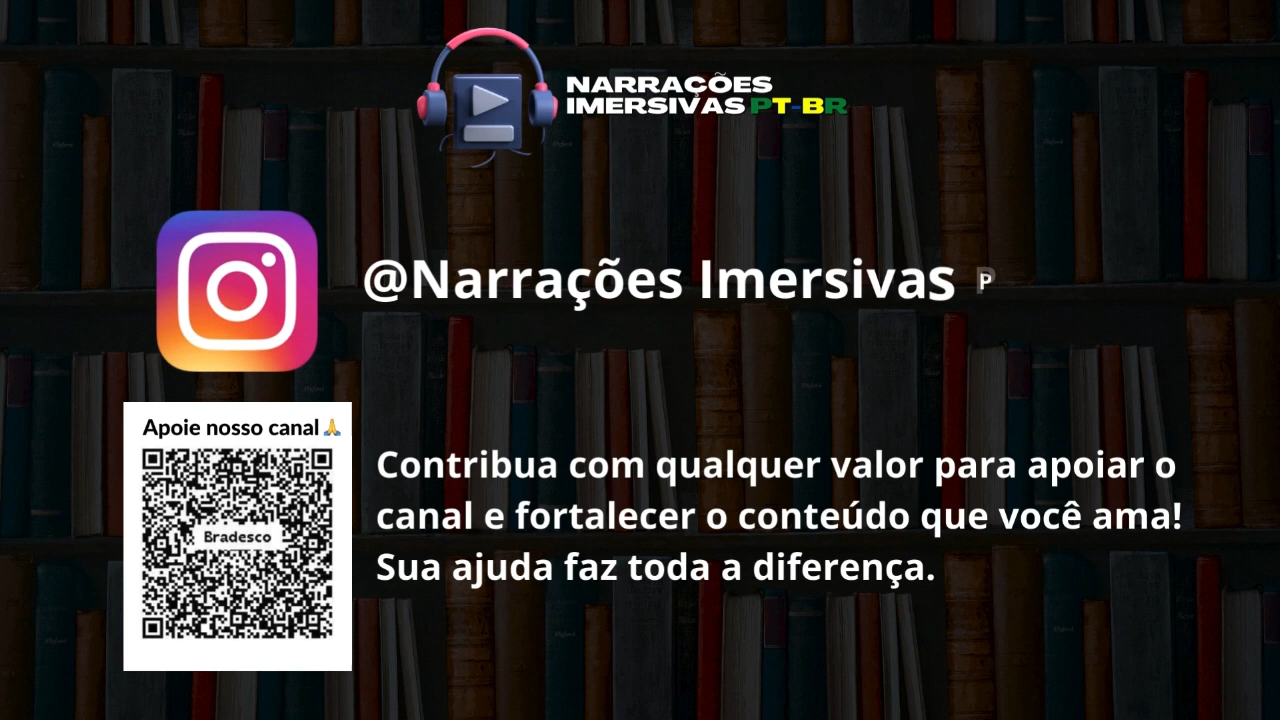 NARRAÇÕES
IMERSIVAS PT-BR
@Narrações Imersivas P
Apoie nosso canal🙏
Bradesco
Contribua com qualquer valor para apoiar o
canal e fortalecer o conteúdo que você ama!
Sua ajuda faz toda a diferença.